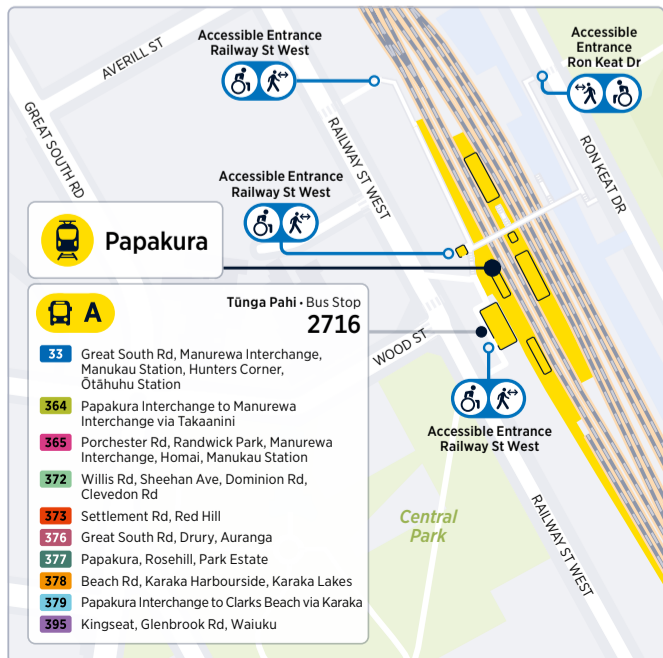 Accessible Entrance
Railway St West
Accessible
Entrance
Ron Keat Dr
AVERILL ST
GREAT SOUTH RD
RAILWAY ST WEST
RON KEAT DR
Accessible Entrance
Railway St West
Papakura
A
Tūnga Pahi • Bus Stop
2716
WOOD ST
33 Great South Rd, Manurewa Interchange,
Manukau Station, Hunters Corner,
Ōtāhuhu Station
364 Papakura Interchange to Manurewa
Interchange via Takaanini
365 Porchester Rd, Randwick Park, Manurewa
Interchange, Homai, Manukau Station
372 Willis Rd, Sheehan Ave, Dominion Rd,
Clevedon Rd
373 Settlement Rd, Red Hill
376 Great South Rd, Drury, Auranga
377 Papakura, Rosehill, Park Estate
378 Beach Rd, Karaka Harbourside, Karaka Lakes
379 Papakura Interchange to Clarks Beach via Karaka
395 Kingseat, Glenbrook Rd, Waiuku
Accessible Entrance
Railway St West
Central
Park
RAILWAY ST WEST